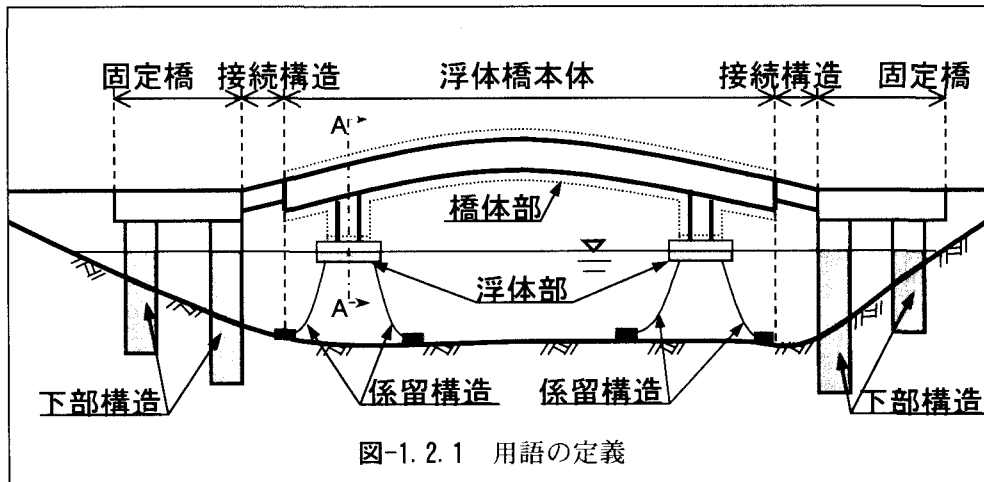 固定橋 接続構造 浮体橋本体 接続構造 固定橋
A
橋体部
浮体部
A
下部構造 係留構造 係留構造 下部構造
図-1.2.1 用語の定義